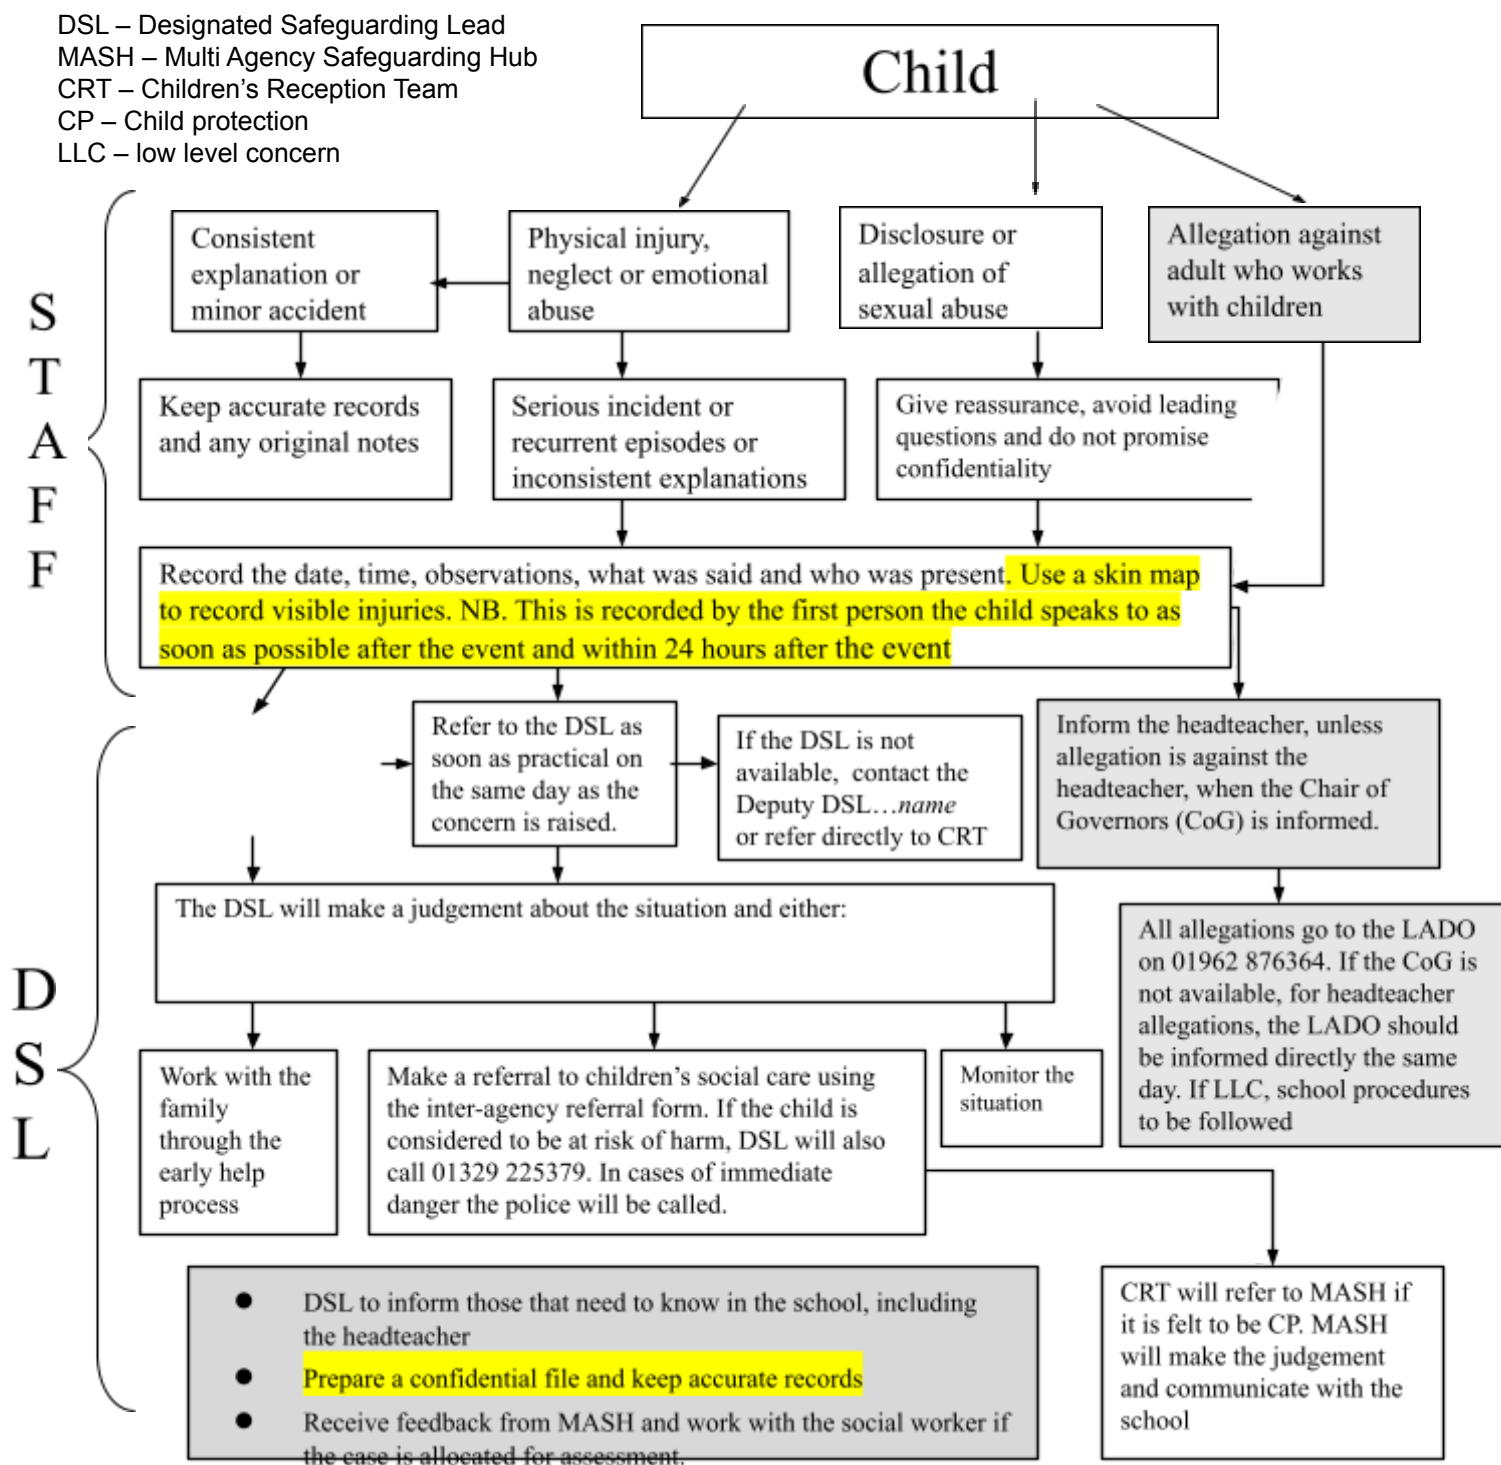 DSL – Designated Safeguarding Lead
MASH – Multi Agency Safeguarding Hub
CRT – Children's Reception Team
CP – Child protection
LLC – low level concern
Child
S
T
A
F
F
Consistent
explanation or
minor accident
Physical injury,
neglect or emotional
abuse
Disclosure or
allegation of
sexual abuse
Allegation against
adult who works
with children
Keep accurate records
and any original notes
Serious incident or
recurrent episodes or
inconsistent explanations
Give reassurance, avoid leading
questions and do not promise
confidentiality
Record the date, time, observations, what was said and who was present. Use a skin map
to record visible injuries. NB. This is recorded by the first person the child speaks to as
soon as possible after the event and within 24 hours after the event
D
S
L
Refer to the DSL as
soon as practical on
the same day as the
concern is raised.
If the DSL is not
available, contact the
Deputy DSL…name
or refer directly to CRT
Inform the headteacher, unless
allegation is against the
headteacher, when the Chair of
Governors (CoG) is informed.
The DSL will make a judgement about the situation and either:
All allegations go to the LADO
on 01962 876364. If the CoG is
not available, for headteacher
allegations, the LADO should
be informed directly the same
day. If LLC, school procedures
to be followed
Work with the
family
through the
early help
process
Make a referral to children's social care using
the inter-agency referral form. If the child is
considered to be at risk of harm, DSL will also
call 01329 225379. In cases of immediate
danger the police will be called.
Monitor the
situation
● DSL to inform those that need to know in the school, including
the headteacher
● Prepare a confidential file and keep accurate records
● Receive feedback from MASH and work with the social worker if
the case is allocated for assessment.
CRT will refer to MASH if
it is felt to be CP. MASH
will make the judgement
and communicate with the
school